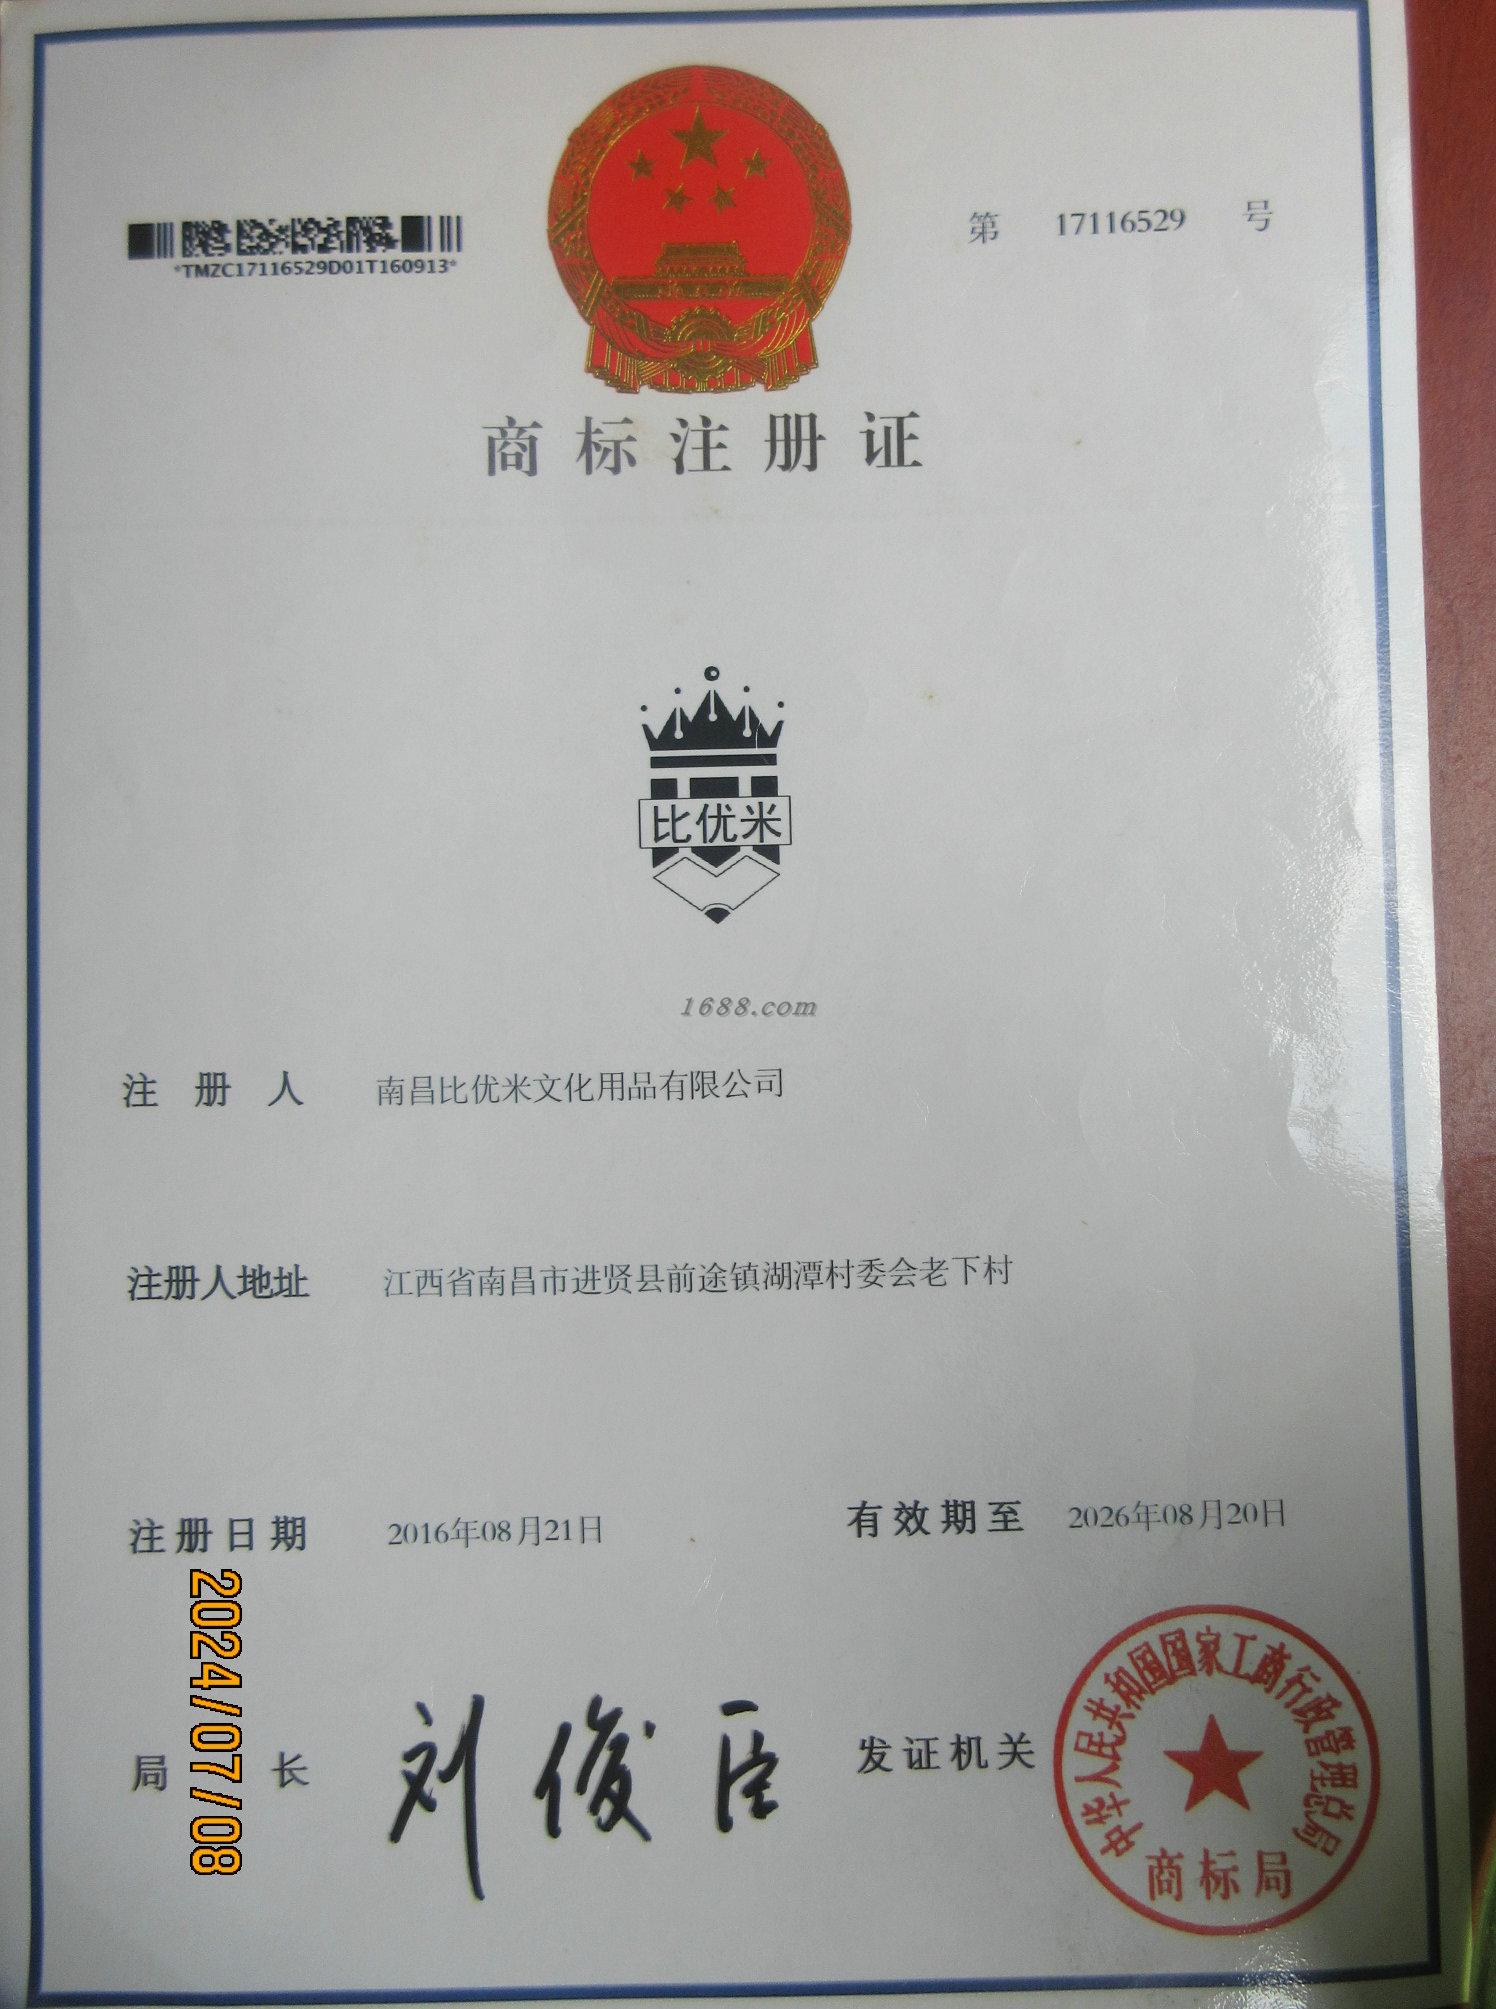 *TMZC17116529D01T160913*
第 17116529 号
商标注册证
比优米
1688.com
注册人 南昌比优米文化用品有限公司
注册人地址 江西省南昌市进贤县前途镇湖潭村委会老下村
注册日期 2016年08月21日 有效期至 2026年08月20日
2024/07/08
局长 刘俊臣 发证机关
中华人民共和国国家工商行政管理总局
商标局